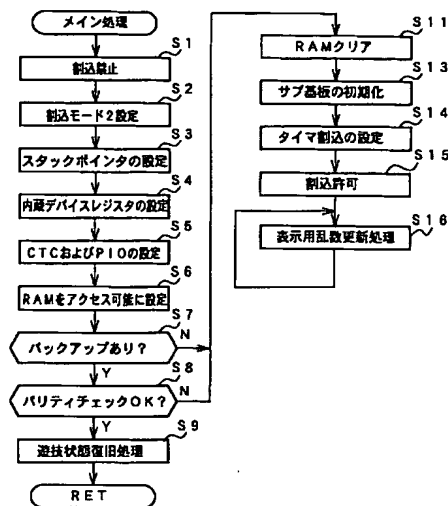 メイン処理
S1
割込禁止
S2
割込モード2設定
S3
スタックポインタの設定
S4
内蔵デバイスレジスタの設定
S5
CTCおよびPIOの設定
S6
RAMをアクセス可能に設定
S7
バックアップあり?
N
Y
S8
パリティチェックOK?
N
Y
S9
遊技状態復旧処理
RET
S11
RAMクリア
S13
サブ基板の初期化
S14
タイマ割込の設定
S15
割込許可
S16
表示用乱数更新処理